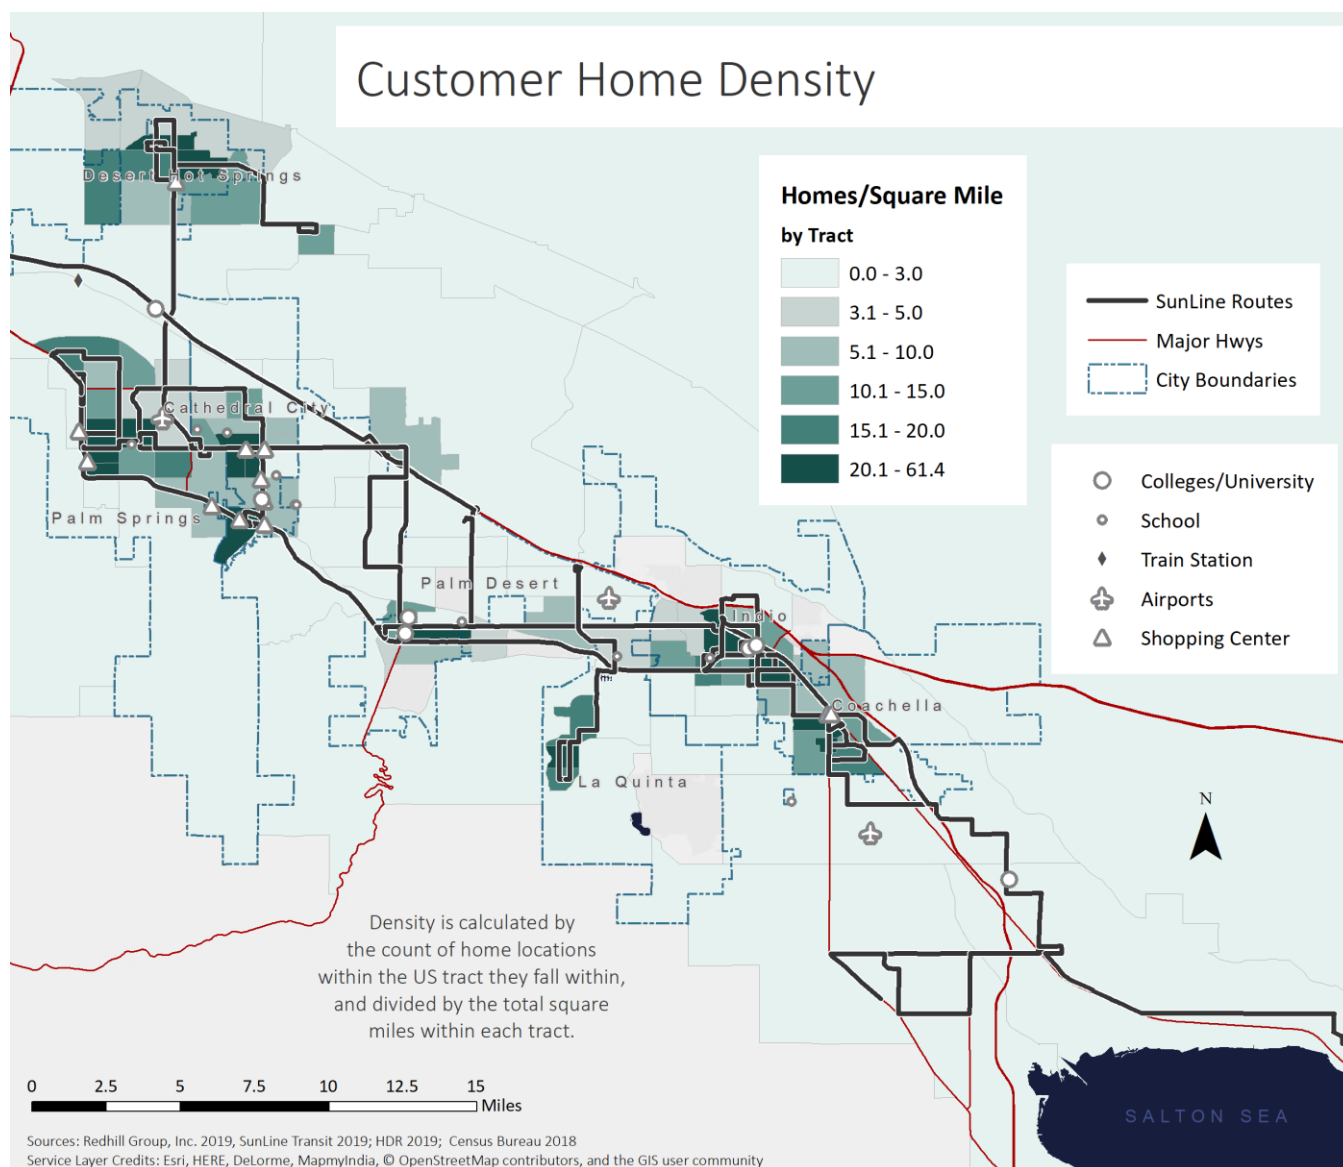 Customer Home Density
Homes/Square Mile
by Tract
0.0 - 3.0
3.1 - 5.0
5.1 - 10.0
10.1 - 15.0
15.1 - 20.0
20.1 - 61.4
SunLine Routes
Major Hwys
City Boundaries
Colleges/University
School
Train Station
Airports
Shopping Center
Desert Hot Springs
Cathedral City
Palm Springs
Palm Desert
Indio
Coachella
La Quinta
N
Density is calculated by
the count of home locations
within the US tract they fall within,
and divided by the total square
miles within each tract.
0 2.5 5 7.5 10 12.5 15
Miles
SALTON SEA
Sources: Redhill Group, Inc. 2019, SunLine Transit 2019; HDR 2019; Census Bureau 2018
Service Layer Credits: Esri, HERE, DeLorme, MapmyIndia, © OpenStreetMap contributors, and the GIS user community